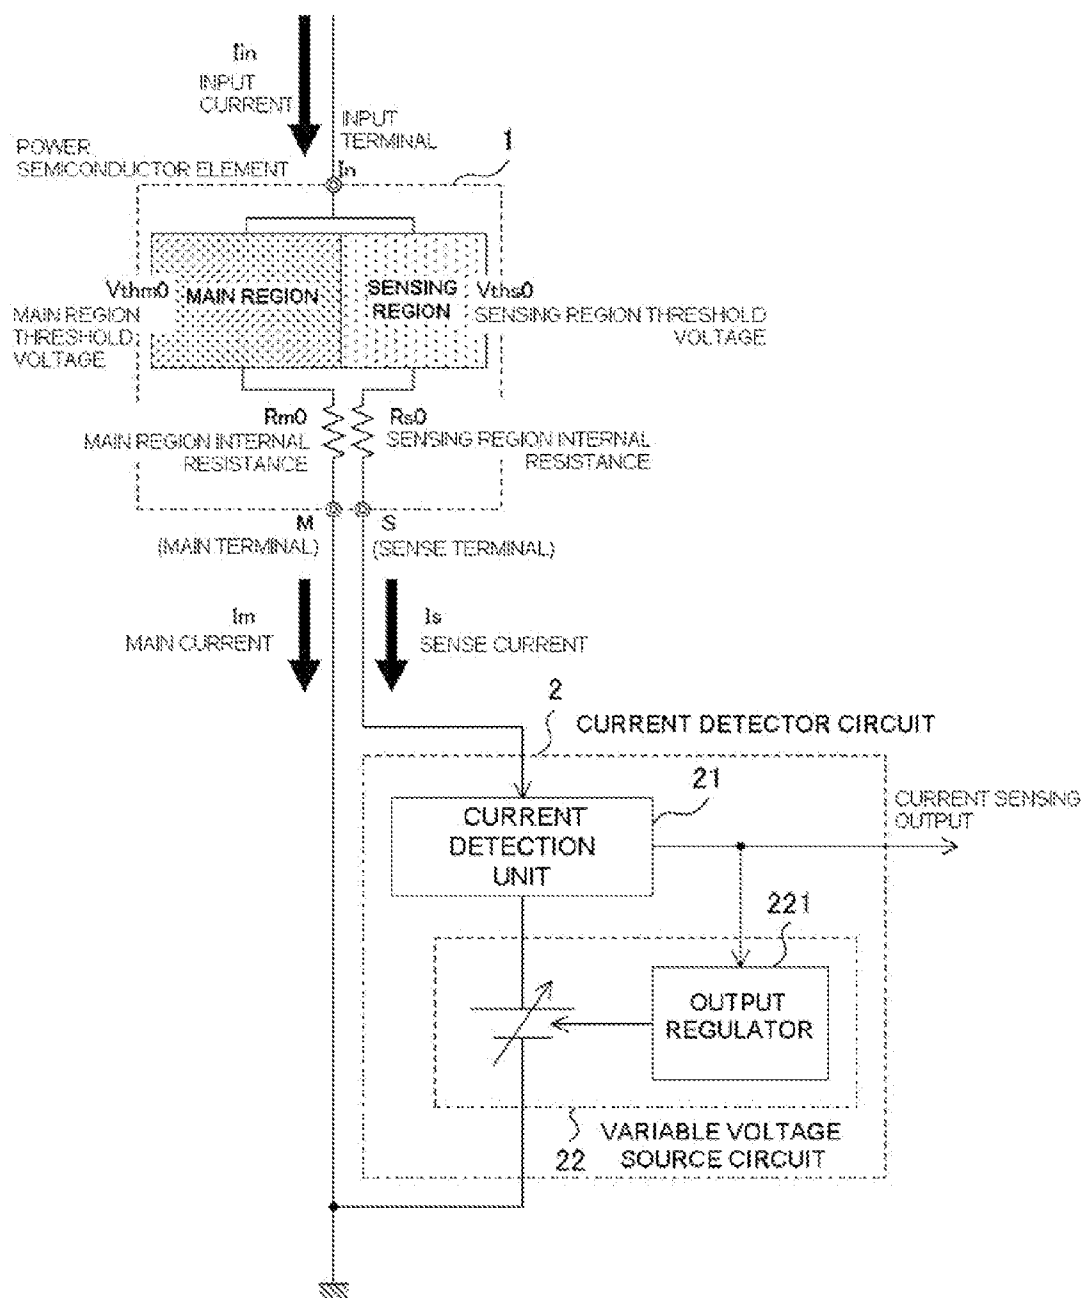 Iin
INPUT
CURRENT
INPUT
TERMINAL
POWER
SEMICONDUCTOR ELEMENT
In
1
Vthm0
MAIN REGION
SENSING
REGION
Vths0
MAIN REGION
THRESHOLD
VOLTAGE
SENSING REGION THRESHOLD
VOLTAGE
Rm0
Rs0
MAIN REGION INTERNAL
RESISTANCE
SENSING REGION INTERNAL
RESISTANCE
M
S
(MAIN TERMINAL)
(SENSE TERMINAL)
Im
MAIN CURRENT
Is
SENSE CURRENT
2
CURRENT DETECTOR CIRCUIT
21
CURRENT
DETECTION
UNIT
CURRENT SENSING
OUTPUT
221
OUTPUT
REGULATOR
22
VARIABLE VOLTAGE
SOURCE CIRCUIT